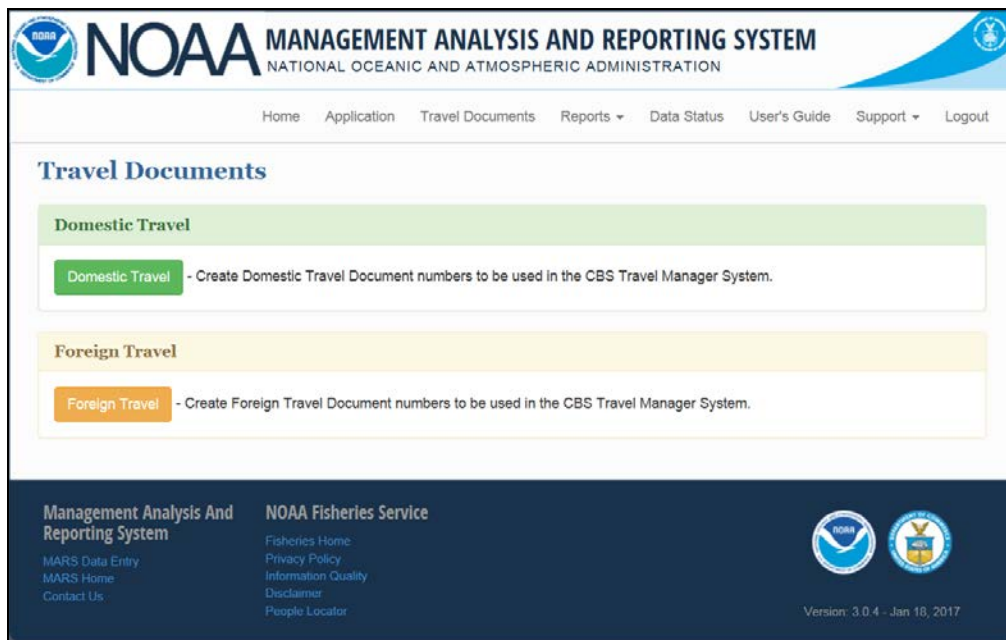 NOAA
NOAA MANAGEMENT ANALYSIS AND REPORTING SYSTEM
NATIONAL OCEANIC AND ATMOSPHERIC ADMINISTRATION
Home Application Travel Documents Reports Data Status User's Guide Support Logout
Travel Documents
Domestic Travel
Domestic Travel - Create Domestic Travel Document numbers to be used in the CBS Travel Manager System.
Foreign Travel
Foreign Travel - Create Foreign Travel Document numbers to be used in the CBS Travel Manager System.
Management Analysis And
Reporting System
MARS Data Entry
MARS Home
Contact Us
NOAA Fisheries Service
Fisheries Home
Privacy Policy
Information Quality
Disclaimer
People Locator
NOAA
Version: 3.0.4 - Jan 18, 2017